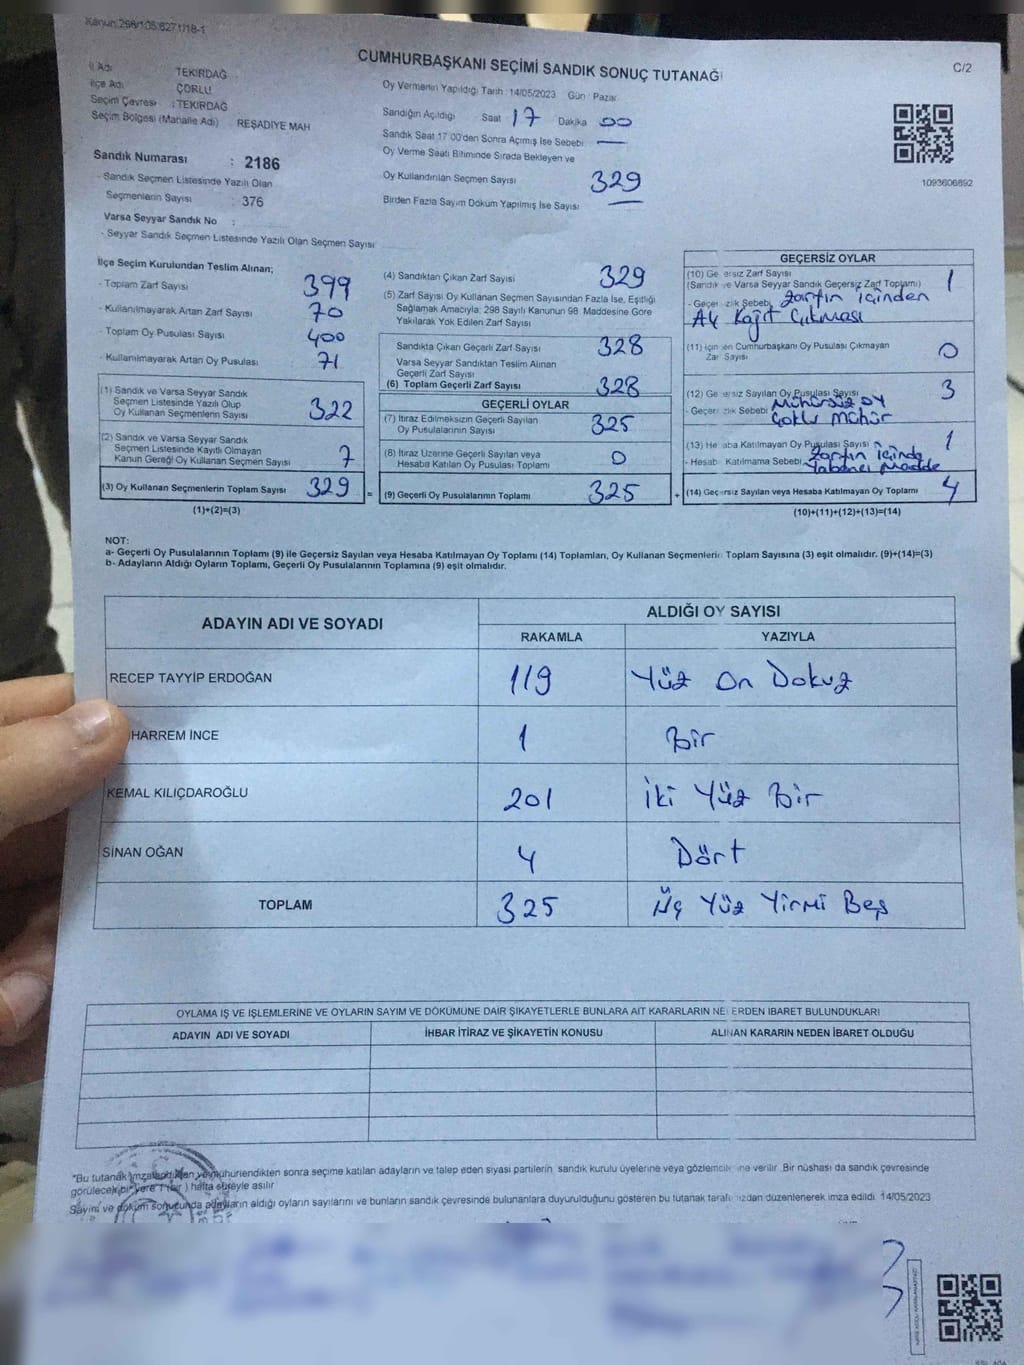 Kanun:298/105:6271/18-1
CUMHURBAŞKANI SEÇİMİ SANDIK SONUÇ TUTANAĞI
C/2
İl Adı TEKİRDAĞ
İlçe Adı ÇORLU
Seçim Çevresi : TEKİRDAĞ
Seçim Bölgesi (Mahalle Adı) REŞADİYE MAH
Sandık Numarası : 2186
- Sandık Seçmen Listesinde Yazılı Olan
Seçmenlerin Sayısı : 376
Varsa Seyyar Sandık No :
- Seyyar Sandık Seçmen Listesinde Yazılı Olan Seçmen Sayısı
Oy Vermenin Yapıldığı Tarih : 14/05/2023 Gün : Pazar
Sandığın Açıldığı Saat 17 Dakika 00
Sandık Saat 17:00'den Sonra Açımış İse Sebebi
Oy Verme Saati Bitiminde Sırada Bekleyen ve
Oy Kullandırılan Seçmen Sayısı 329
Birden Fazla Sayım Döküm Yapılmış İse Sayısı
1093606892
İlçe Seçim Kurulundan Teslim Alınan;
- Toplam Zarf Sayısı 399
- Kullanılmayarak Artan Zarf Sayısı 70
- Toplam Oy Pusulası Sayısı 400
- Kullanılmayarak Artan Oy Pusulası 71
(1) Sandık ve Varsa Seyyar Sandık
Seçmen Listesinde Yazılı Olup
Oy Kullanan Seçmenlerin Sayısı 322
(2) Sandık ve Varsa Seyyar Sandık
Seçmen Listesinde Kayıtlı Olmayan
Kanun Gereği Oy Kullanan Seçmen Sayısı 7
(3) Oy Kullanan Seçmenlerin Toplam Sayısı 329 =
(1)+(2)=(3)
(4) Sandıktan Çıkan Zarf Sayısı 329
(5) Zarf Sayısı Oy Kullanan Seçmen Sayısından Fazla İse, Eşitliği
Sağlamak Amacıyla: 298 Sayılı Kanunun 98. Maddesine Göre
Yakılarak Yok Edilen Zarf Sayısı
Sandıkta Çıkan Geçerli Zarf Sayısı 328
Varsa Seyyar Sandıktan Teslim Alınan
Geçerli Zarf Sayısı
(6) Toplam Geçerli Zarf Sayısı 328
GEÇERLİ OYLAR
(7) İtiraz Edilmeksizin Geçerli Sayılan
Oy Pusulalarının Sayısı 325
(8) İtiraz Üzerine Geçerli Sayılan veya
Hesaba Katılan Oy Pusulası Toplamı 0
(9) Geçerli Oy Pusulalarının Toplamı 325 +
GEÇERSİZ OYLAR
(10) Geçersiz Zarf Sayısı 1
(Sandık ve Varsa Seyyar Sandık Geçersiz Zarf Toplamı)
- Geçersizlik Sebebi Zarfın içinden
A4 Kağıt Çıkması
(11) İçinden Cumhurbaşkanı Oy Pusulası Çıkmayan
Zarf Sayısı 0
(12) Geçersiz Sayılan Oy Pusulası Sayısı 3
- Geçersizlik Sebebi Mühürsüz oy
Çoklu Mühür
(13) Hesaba Katılmayan Oy Pusulası Sayısı 1
- Hesaba Katılmama Sebebi Zarfın içinde
Yabancı Madde
(14) Geçersiz Sayılan veya Hesaba Katılmayan Oy Toplamı 4
(10)+(11)+(12)+(13)=(14)
NOT:
a- Geçerli Oy Pusulalarının Toplamı (9) ile Geçersiz Sayılan veya Hesaba Katılmayan Oy Toplamı (14) Toplamları, Oy Kullanan Seçmenlerin Toplam Sayısına (3) eşit olmalıdır. (9)+(14)=(3)
b- Adayların Aldığı Oyların Toplamı, Geçerli Oy Pusulalarının Toplamına (9) eşit olmalıdır.
ADAYIN ADI VE SOYADI
ALDIĞI OY SAYISI
RAKAMLA YAZIYLA
RECEP TAYYİP ERDOĞAN 119 Yüz On Dokuz
HARREM İNCE 1 Bir
KEMAL KILIÇDAROĞLU 201 İki Yüz Bir
SİNAN OĞAN 4 Dört
TOPLAM 325 Üç Yüz Yirmi Beş
OYLAMA İŞ VE İŞLEMLERİNE VE OYLARIN SAYIM VE DÖKÜMÜNE DAİR ŞİKAYETLERLE BUNLARA AİT KARARLARIN NELERDEN İBARET BULUNDUKLARI
ADAYIN ADI VE SOYADI İHBAR İTİRAZ VE ŞİKAYETİN KONUSU ALINAN KARARIN NEDEN İBARET OLDUĞU
*Bu tutanak imzalandıktan ve mühürlendikten sonra seçime katılan adayların ve talep eden siyasi partilerin, sandık kurulu üyelerine veya gözlemcilerine verilir. Bir nüshası da sandık çevresinde
görülecek bir yere 1 (bir) hafta süreyle asılır
Sayım ve döküm sonucunda adayların aldığı oyların sayılarını ve bunların sandık çevresinde bulunanlara duyurulduğunu gösteren bu tutanak tarafımızdan düzenlenerek imza edildi. 14/05/2023